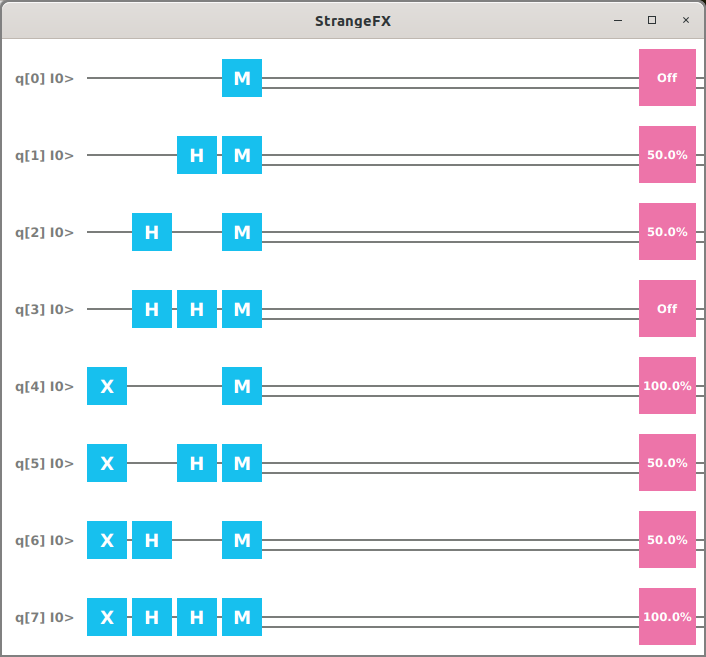 StrangeFX
q[0] I0> M Off
q[1] I0> H M 50.0%
q[2] I0> H M 50.0%
q[3] I0> H H M Off
q[4] I0> X M 100.0%
q[5] I0> X H M 50.0%
q[6] I0> X H M 50.0%
q[7] I0> X H H M 100.0%